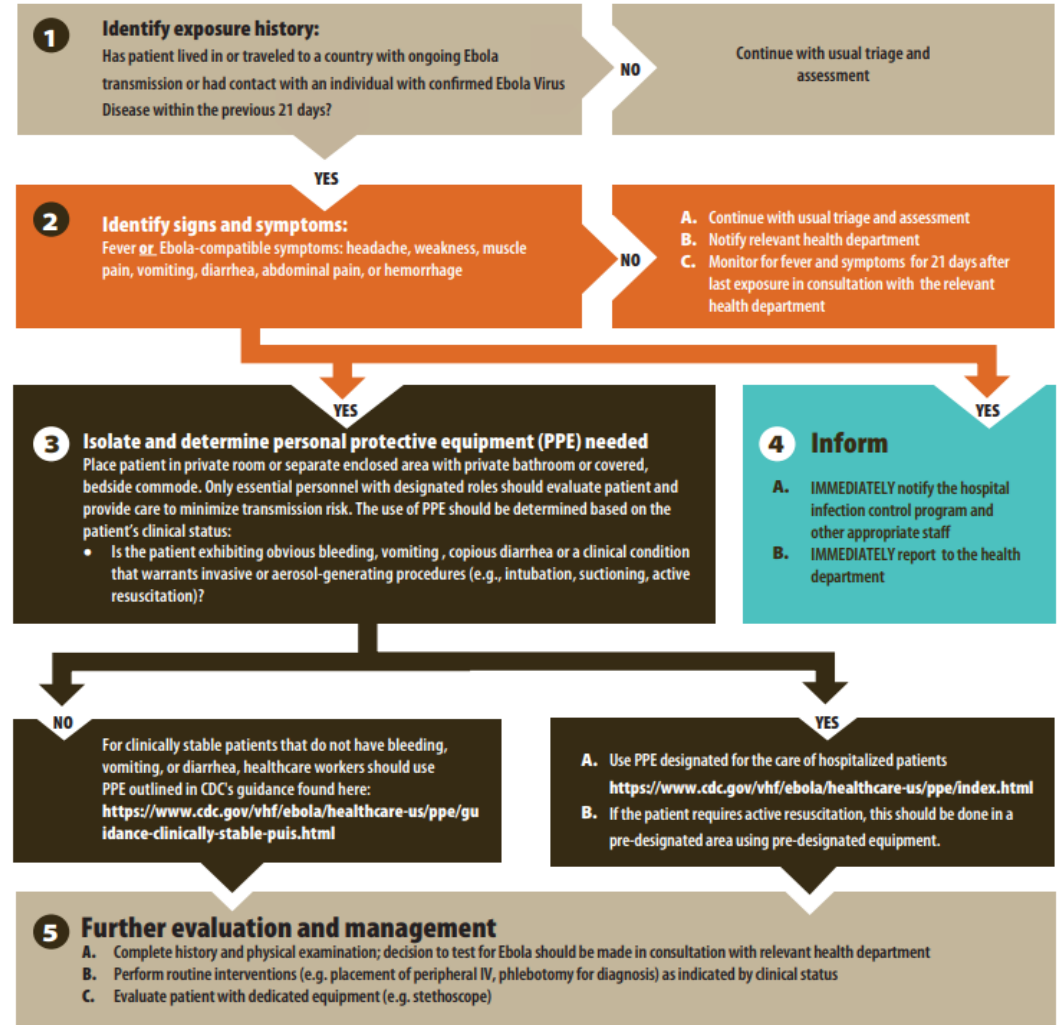 1
Identify exposure history:
Has patient lived in or traveled to a country with ongoing Ebola
transmission or had contact with an individual with confirmed Ebola Virus
Disease within the previous 21 days?
NO
Continue with usual triage and
assessment
YES
2
Identify signs and symptoms:
Fever or Ebola-compatible symptoms: headache, weakness, muscle
pain, vomiting, diarrhea, abdominal pain, or hemorrhage
NO
A. Continue with usual triage and assessment
B. Notify relevant health department
C. Monitor for fever and symptoms for 21 days after
last exposure in consultation with the relevant
health department
YES
3
Isolate and determine personal protective equipment (PPE) needed
Place patient in private room or separate enclosed area with private bathroom or covered,
bedside commode. Only essential personnel with designated roles should evaluate patient and
provide care to minimize transmission risk. The use of PPE should be determined based on the
patient's clinical status:
• Is the patient exhibiting obvious bleeding, vomiting , copious diarrhea or a clinical condition
that warrants invasive or aerosol-generating procedures (e.g., intubation, suctioning, active
resuscitation)?
YES
4 Inform
A. IMMEDIATELY notify the hospital
infection control program and
other appropriate staff
B. IMMEDIATELY report to the health
department
NO
For clinically stable patients that do not have bleeding,
vomiting, or diarrhea, healthcare workers should use
PPE outlined in CDC's guidance found here:
https://www.cdc.gov/vhf/ebola/healthcare-us/ppe/gu
idance-clinically-stable-puis.html
YES
A. Use PPE designated for the care of hospitalized patients
https://www.cdc.gov/vhf/ebola/healthcare-us/ppe/index.html
B. If the patient requires active resuscitation, this should be done in a
pre-designated area using pre-designated equipment.
5
Further evaluation and management
A. Complete history and physical examination; decision to test for Ebola should be made in consultation with relevant health department
B. Perform routine interventions (e.g. placement of peripheral IV, phlebotomy for diagnosis) as indicated by clinical status
C. Evaluate patient with dedicated equipment (e.g. stethoscope)